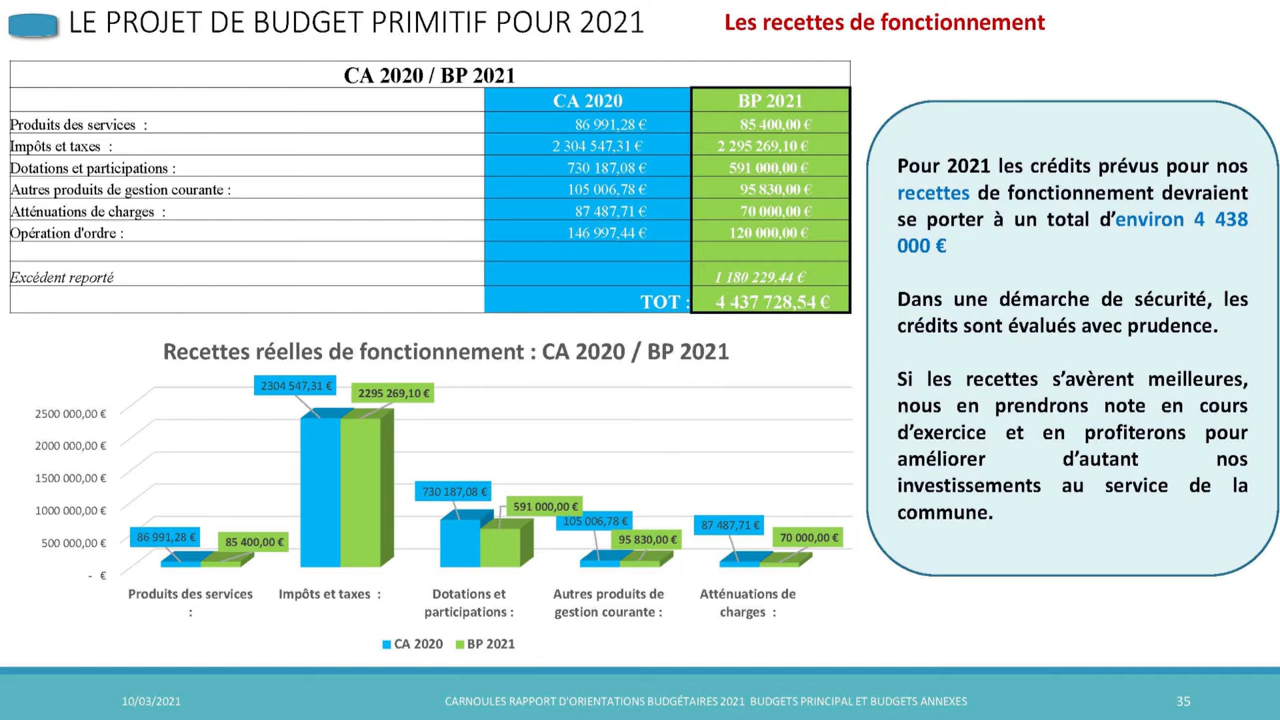 LE PROJET DE BUDGET PRIMITIF POUR 2021
Les recettes de fonctionnement
CA 2020 / BP 2021
CA 2020 BP 2021
Produits des services : 86 991,28 € 85 400,00 €
Impôts et taxes : 2 304 547,31 € 2 295 269,10 €
Dotations et participations : 730 187,08 € 591 000,00 €
Autres produits de gestion courante : 105 006,78 € 95 830,00 €
Atténuations de charges : 87 487,71 € 70 000,00 €
Opération d'ordre : 146 997,44 € 120 000,00 €
Excédent reporté 1 180 229.44 €
TOT : 4 437 728,54 €
Pour 2021 les crédits prévus pour nos
recettes de fonctionnement devraient
se porter à un total d’environ 4 438
000 €
Dans une démarche de sécurité, les
crédits sont évalués avec prudence.
Si les recettes s’avèrent meilleures,
nous en prendrons note en cours
d’exercice et en profiterons pour
améliorer d’autant nos
investissements au service de la
commune.
Recettes réelles de fonctionnement : CA 2020 / BP 2021
2500 000,00 €
2000 000,00 €
1500 000,00 €
1000 000,00 €
500 000,00 €
- €
86 991,28 €
85 400,00 €
2304 547,31 €
2295 269,10 €
730 187,08 €
591 000,00 €
105 006,78 €
95 830,00 €
87 487,71 €
70 000,00 €
Produits des services
:
Impôts et taxes :
Dotations et
participations :
Autres produits de
gestion courante :
Atténuations de
charges :
CA 2020 BP 2021
10/03/2021
CARNOULES RAPPORT D'ORIENTATIONS BUDGÉTAIRES 2021 BUDGETS PRINCIPAL ET BUDGETS ANNEXES
35